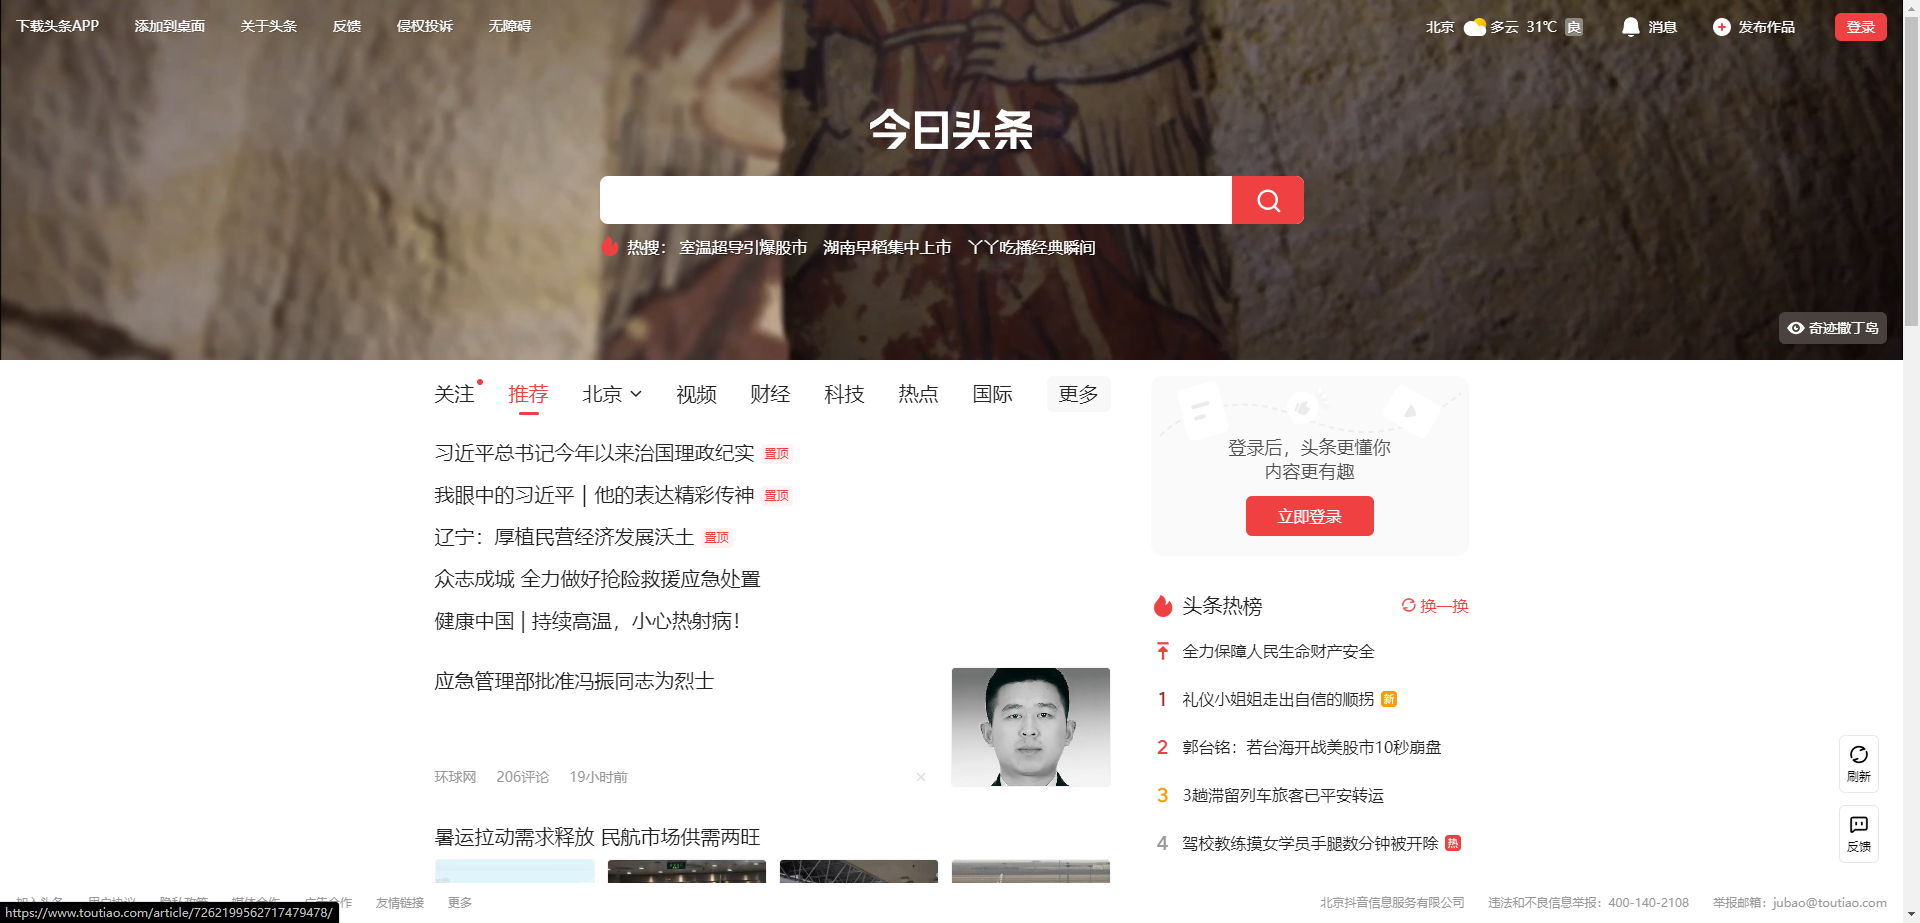 下载头条APP 添加到桌面 关于头条 反馈 侵权投诉 无障碍
北京 多云 31℃ 良 消息 发布作品 登录
今日头条
热搜： 室温超导引爆股市 湖南早稻集中上市 丫丫吃播经典瞬间
奇迹撒丁岛
关注 推荐 北京 视频 财经 科技 热点 国际 更多
习近平总书记今年以来治国理政纪实 置顶
我眼中的习近平 | 他的表达精彩传神 置顶
辽宁：厚植民营经济发展沃土 置顶
众志成城 全力做好抢险救援应急处置
健康中国 | 持续高温，小心热射病！
应急管理部批准冯振同志为烈士
环球网 206评论 19小时前
暑运拉动需求释放 民航市场供需两旺
登录后，头条更懂你
内容更有趣
立即登录
头条热榜 换一换
全力保障人民生命财产安全
1 礼仪小姐姐走出自信的顺拐 新
2 郭台铭：若台海开战美股市10秒崩盘
3 3趟滞留列车旅客已平安转运
4 驾校教练摸女学员手腿数分钟被开除 热
刷新
反馈
友情链接 更多
北京抖音信息服务有限公司 违法和不良信息举报：400-140-2108 举报邮箱：jubao@toutiao.com
https://www.toutiao.com/article/7262199562717479478/